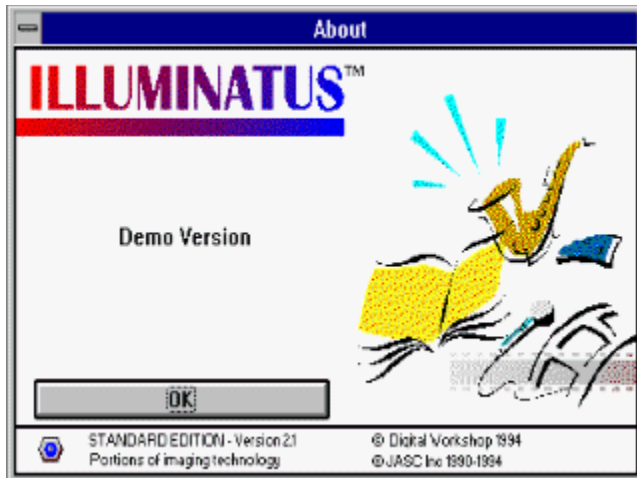 About
ILLUMINATUS™
Demo Version
OK
STANDARD EDITION - Version 2.1
Portions of imaging technology
© Digital Workshop 1994
© JASC Inc 1990-1994